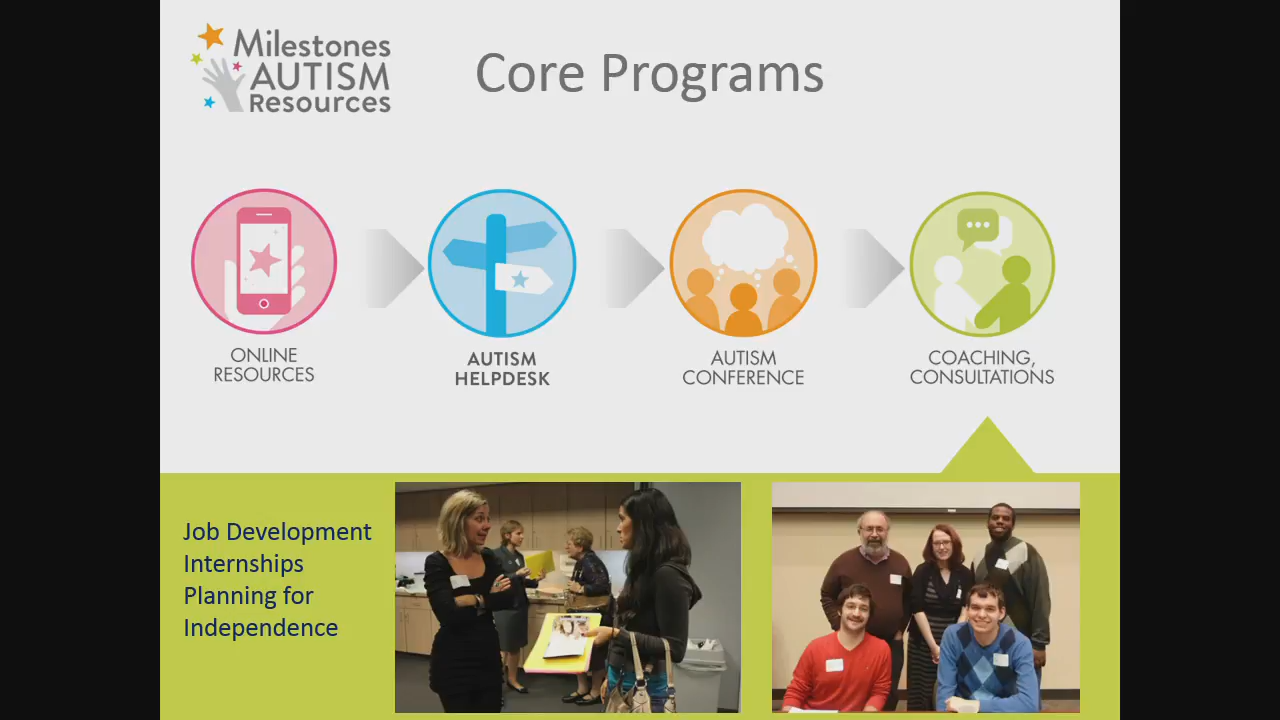 Milestones
AUTISM
Resources
Core Programs
ONLINE
RESOURCES
AUTISM
HELPDESK
AUTISM
CONFERENCE
COACHING,
CONSULTATIONS
Job Development
Internships
Planning for
Independence